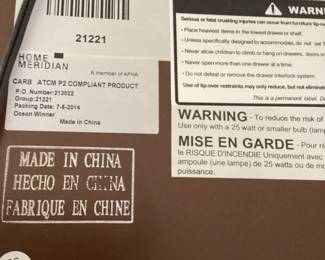 21221
HOME
MERIDIAN
A member of AFHA
CARB ATCM P2 COMPLIANT PRODUCT
P.O. Number:213022
Group:21221
Packing Date: 7-5-2014
Ocean Winner
Made in China
MADE IN CHINA
HECHO EN CHINA
FABRIQUE EN CHINE
WARNI
Serious or fatal crushing injuries can occur from furniture tip-
• Place heaviest items in the lowest drawer or shelf.
• Unless specifically designed to accommodate, do not set
• Never allow children to climb or hang on drawers, doors
• Never open more than one drawer at a time.
• Do not defeat or remove the drawer interlock system.
Use of tip-over restraints may only reduce, but not eliminate
This is a permanent label. D
WARNING - To reduce the risk of
Use only with a 25 watt or smaller bulb (lam
MISE EN GARDE - Pour ré
le RISQUE D'INCENDIE Uniquement avec
ampoule (une lampe) de 25 watts ou de mo
puissance.